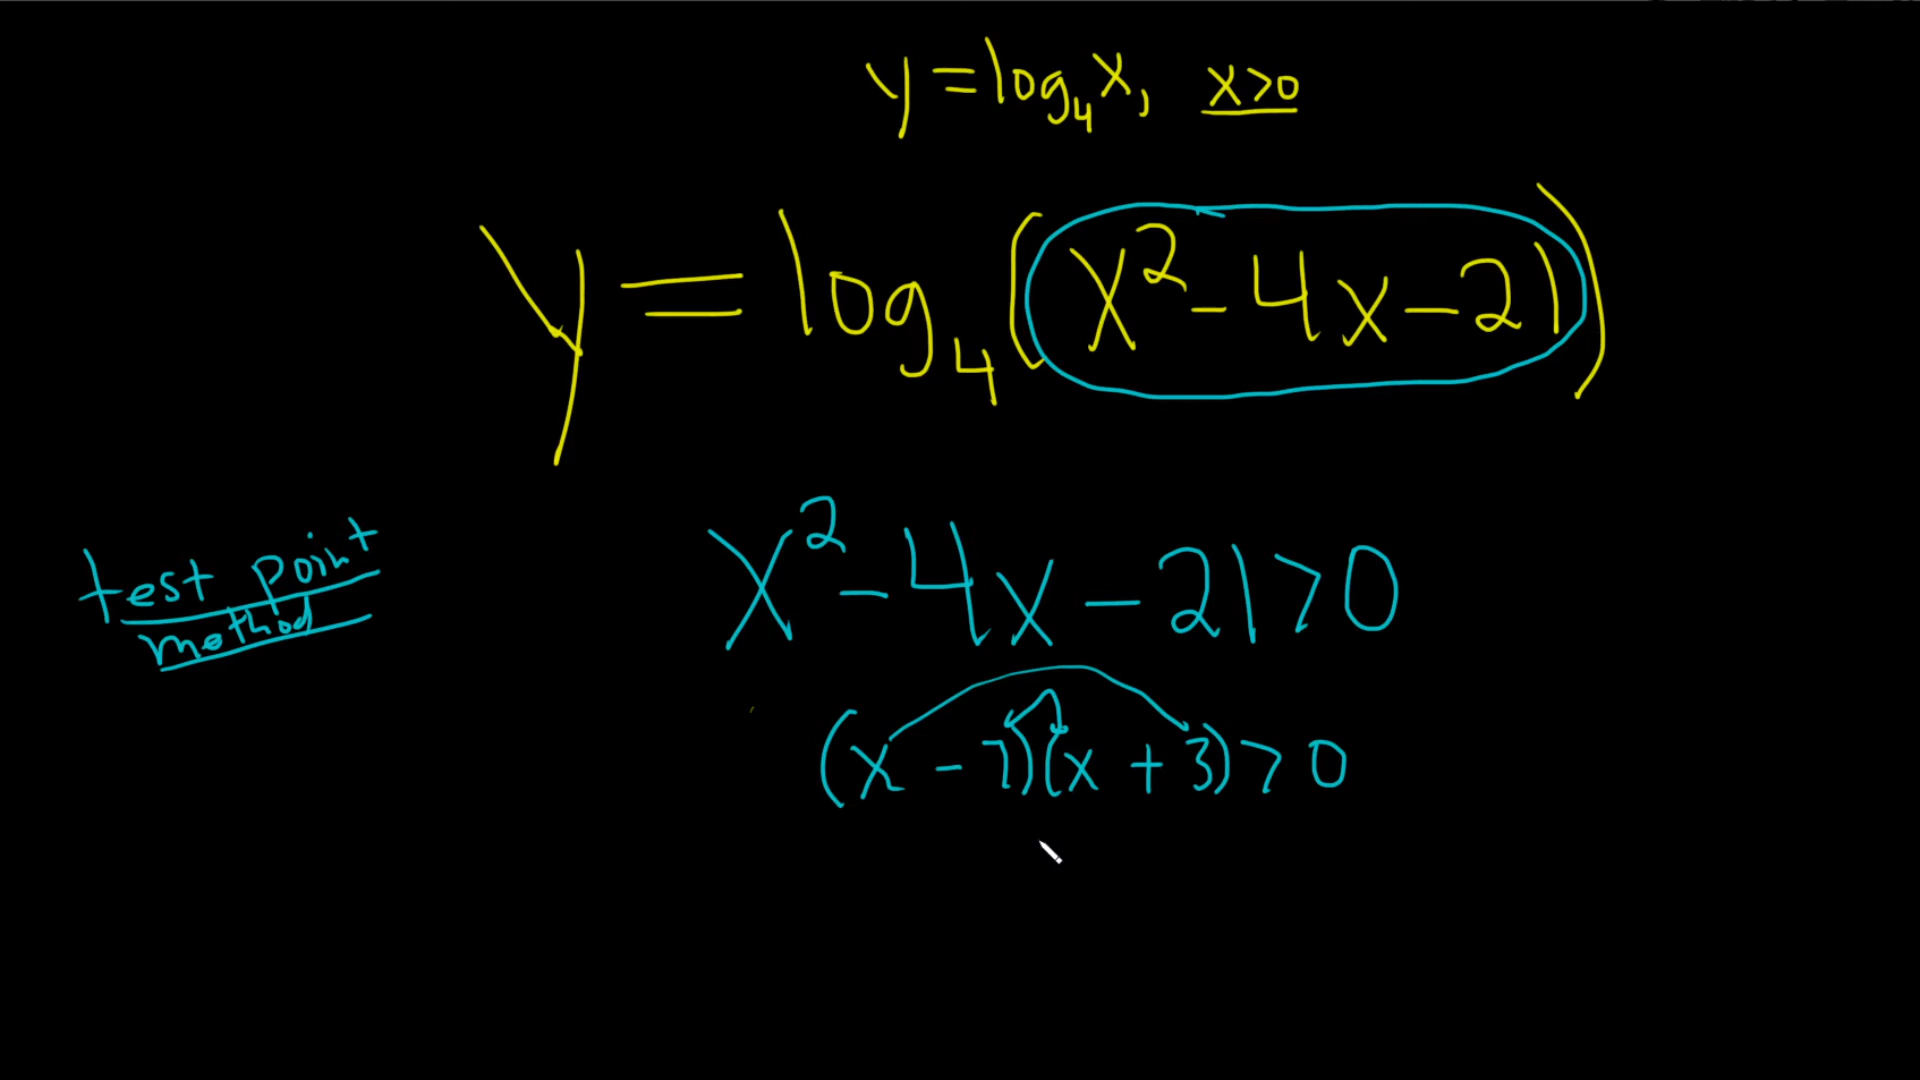 y = log₄x, x>0
y = log₄(x² - 4x - 21)
x² - 4x - 21 > 0
test point
method
(x - 7)(x + 3) > 0